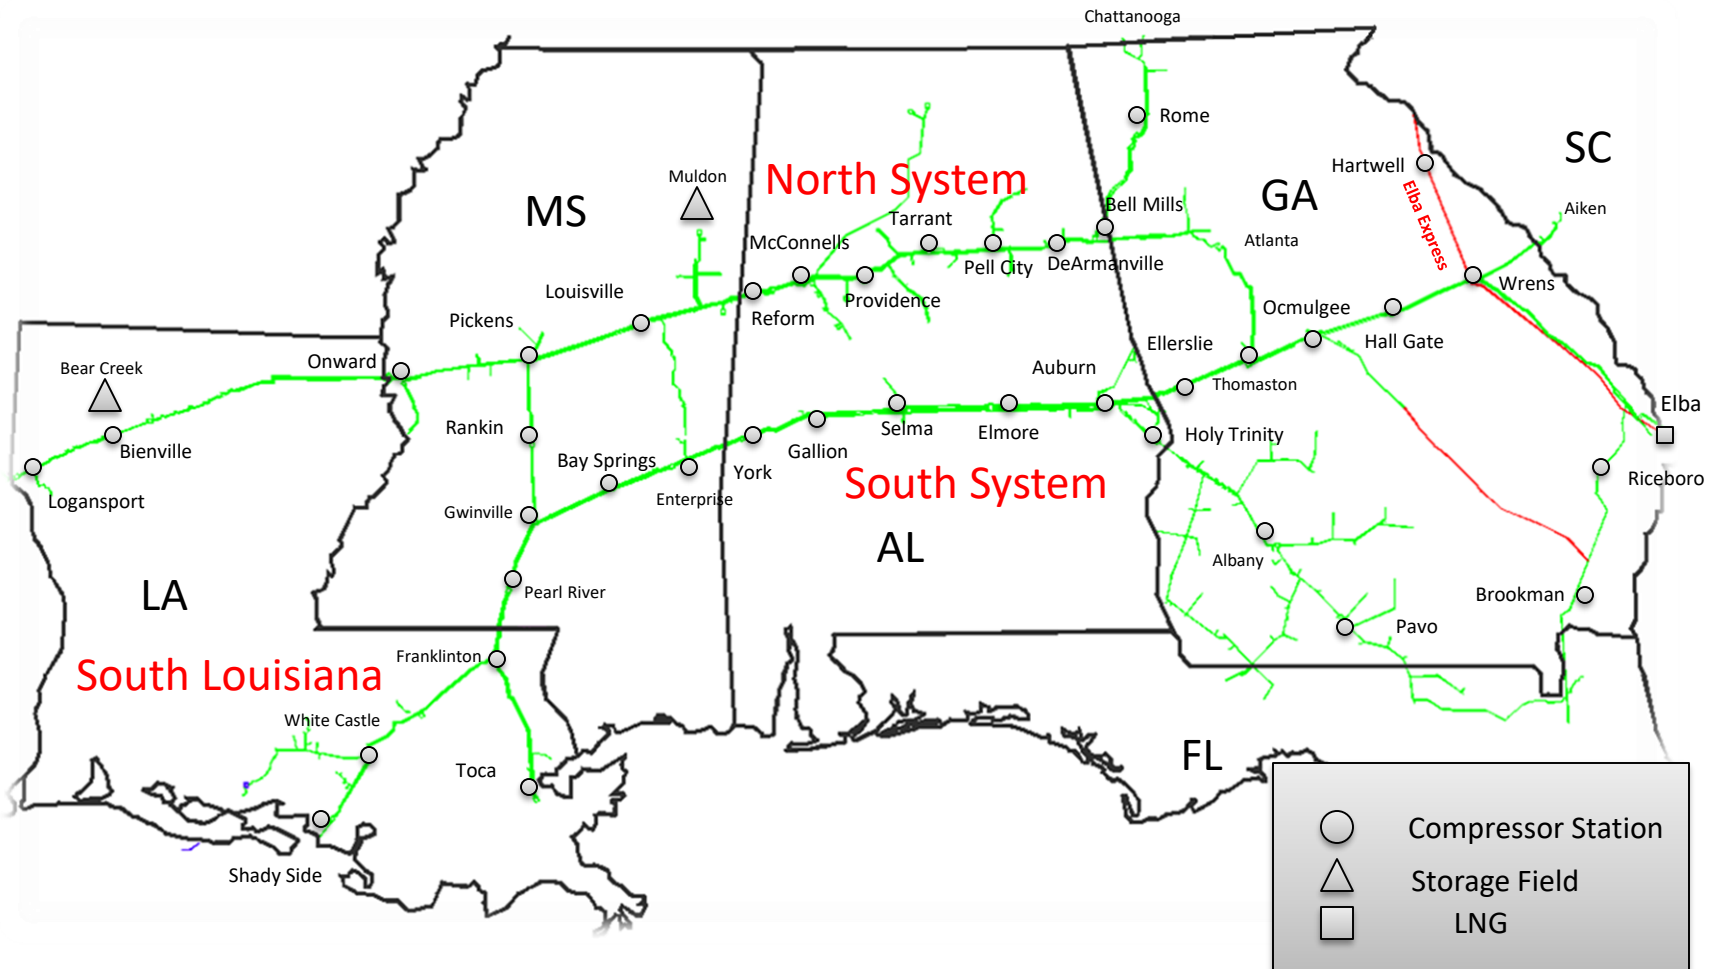 Chattanooga
Rome
SC
Hartwell
Muldon
North System
MS
GA
Elba Express
Bell Mills
Aiken
Tarrant
McConnells
Atlanta
Pell City
DeArmanville
Wrens
Louisville
Providence
Ocmulgee
Pickens
Reform
Hall Gate
Ellerslie
Onward
Bear Creek
Auburn
Thomaston
Elba
Rankin
Selma
Elmore
Holy Trinity
Bienville
Gallion
Bay Springs
York
South System
Riceboro
Logansport
Enterprise
Gwinville
AL
Albany
LA
Pearl River
Brookman
Pavo
Franklinton
South Louisiana
White Castle
Toca
FL
Compressor Station
Shady Side
Storage Field
LNG